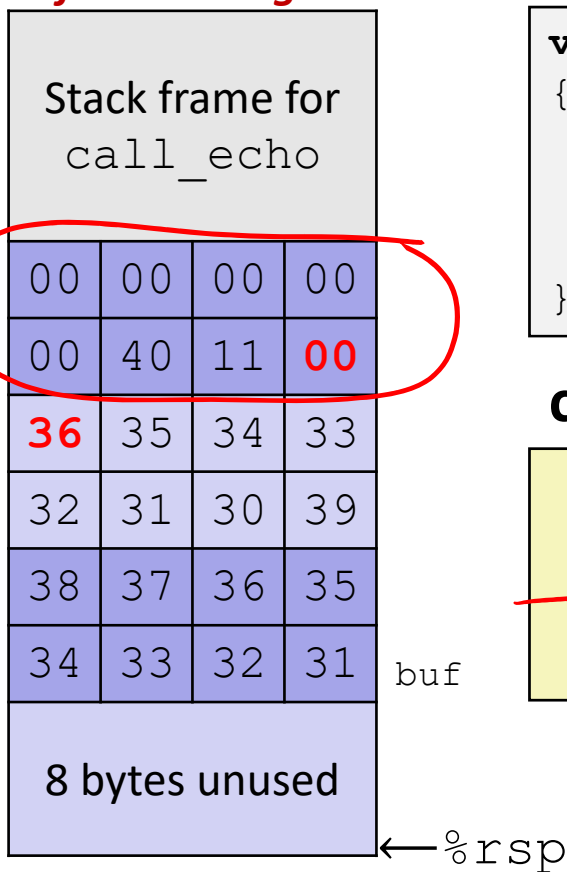 Stack frame for
call_echo
00 00 00 00
00 40 11 00
36 35 34 33
32 31 30 39
38 37 36 35
34 33 32 31 buf
8 bytes unused
←%rsp
{
}